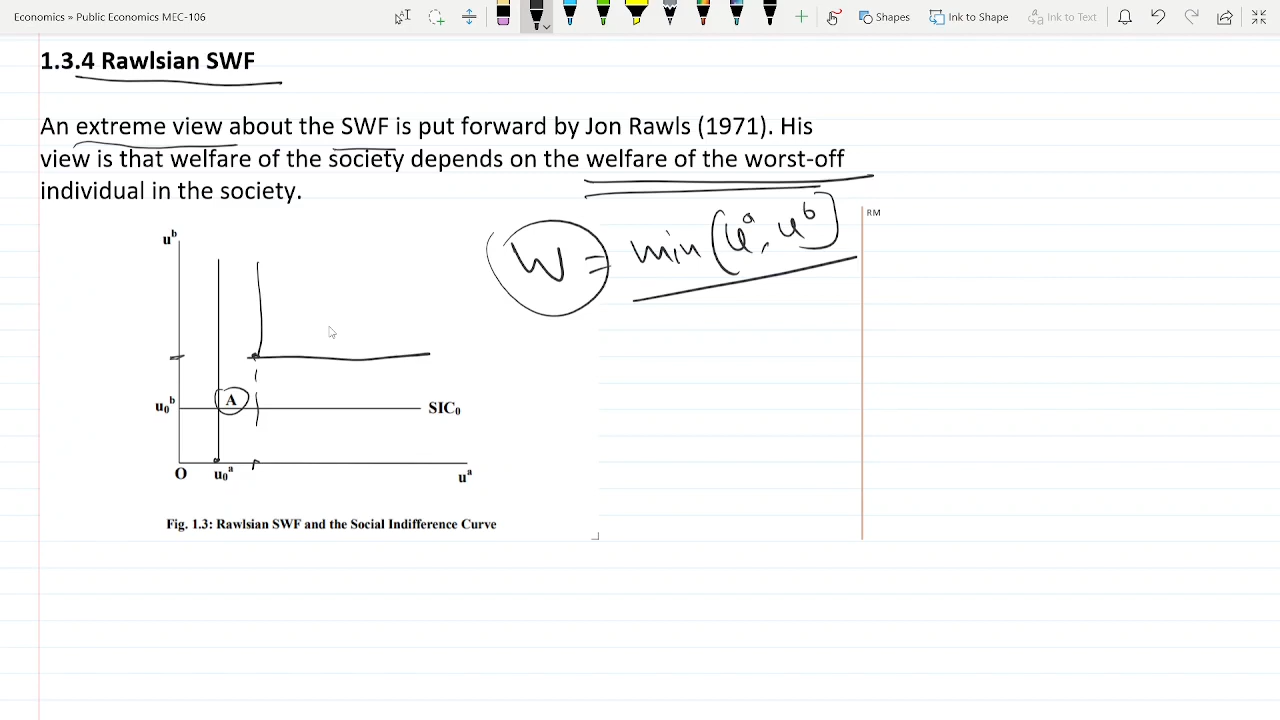 Economics » Public Economics MEC-106
Shapes
Ink to Shape
Ink to Text
1.3.4 Rawlsian SWF
An extreme view about the SWF is put forward by Jon Rawls (1971). His
view is that welfare of the society depends on the welfare of the worst-off
individual in the society.
W = min (uᵃ, uᵇ)
RM
uᵇ
A
u₀ᵇ
SIC₀
O
u₀ᵃ
uᵃ
Fig. 1.3: Rawlsian SWF and the Social Indifference Curve